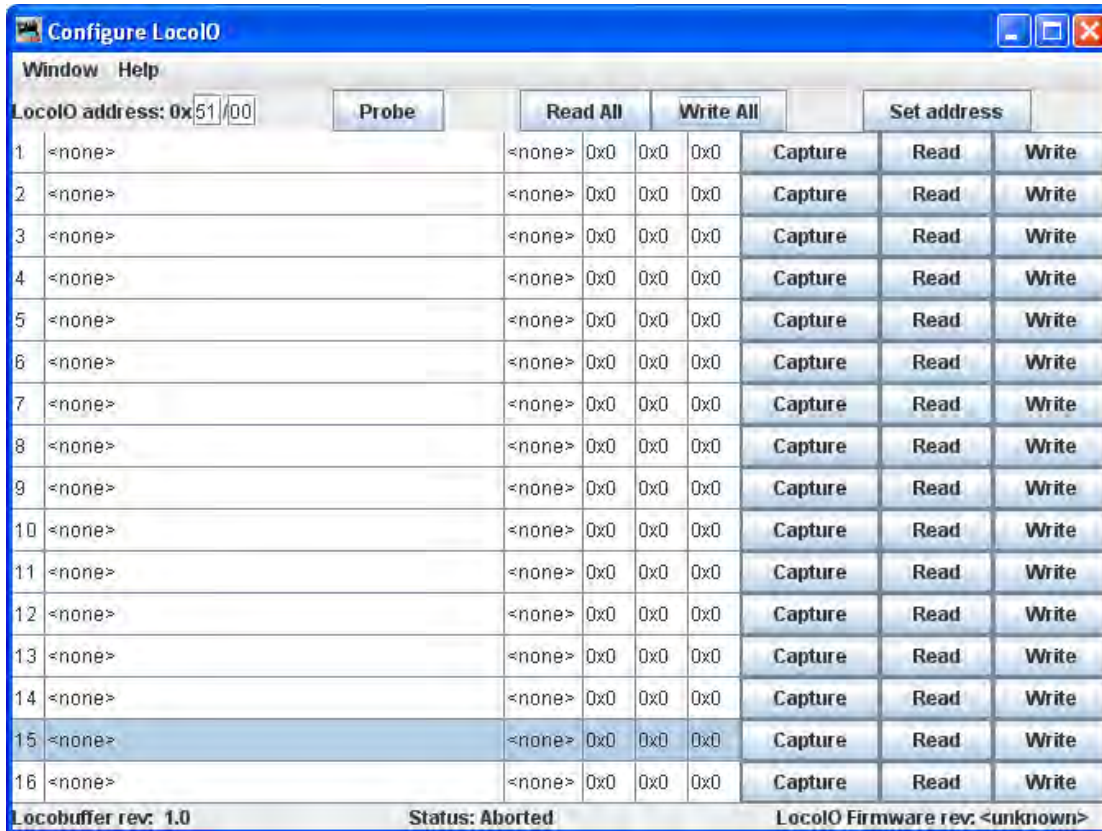 Configure LocoIO
Window Help
LocoIO address: 0x 51 / 00 Probe Read All Write All Set address
1 <none> <none> 0x0 0x0 0x0 Capture Read Write
2 <none> <none> 0x0 0x0 0x0 Capture Read Write
3 <none> <none> 0x0 0x0 0x0 Capture Read Write
4 <none> <none> 0x0 0x0 0x0 Capture Read Write
5 <none> <none> 0x0 0x0 0x0 Capture Read Write
6 <none> <none> 0x0 0x0 0x0 Capture Read Write
7 <none> <none> 0x0 0x0 0x0 Capture Read Write
8 <none> <none> 0x0 0x0 0x0 Capture Read Write
9 <none> <none> 0x0 0x0 0x0 Capture Read Write
10 <none> <none> 0x0 0x0 0x0 Capture Read Write
11 <none> <none> 0x0 0x0 0x0 Capture Read Write
12 <none> <none> 0x0 0x0 0x0 Capture Read Write
13 <none> <none> 0x0 0x0 0x0 Capture Read Write
14 <none> <none> 0x0 0x0 0x0 Capture Read Write
15 <none> <none> 0x0 0x0 0x0 Capture Read Write
16 <none> <none> 0x0 0x0 0x0 Capture Read Write
Locobuffer rev: 1.0 Status: Aborted LocoIO Firmware rev: <unknown>